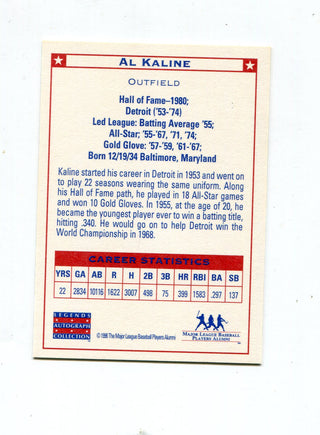 AL KALINE
OUTFIELD
Hall of Fame–1980;
Detroit ('53-'74)
Led League: Batting Average '55;
All-Star; '55-'67, '71, '74;
Gold Glove: '57-'59, '61-'67;
Born 12/19/34 Baltimore, Maryland
Kaline started his career in Detroit in 1953 and went
to play 22 seasons wearing the same uniform. Along
his Hall of Fame path, he played in 18 All-Star games
and won 10 Gold Gloves. In 1955, at the age of 20, he
became the youngest player ever to win a batting title,
hitting .340. He would go on to help Detroit win the
World Championship in 1968.
CAREER STATISTICS
YRS GA AB R H 2B 3B HR RBI BA SB
22 2834 10116 1622 3007 498 75 399 1583 .297 137
LEGENDS
AUTOGRAPH
COLLECTION
© 1996 The Major League Baseball Players Alumni
MAJOR LEAGUE BASEBALL
PLAYERS ALUMNI